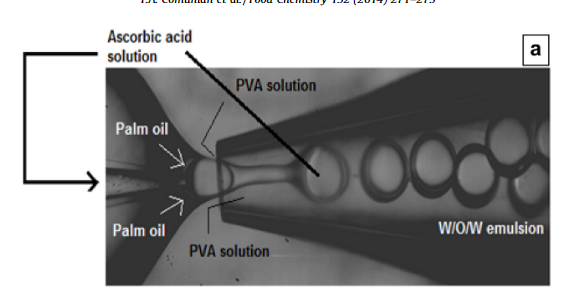 Ascorbic acid
solution
a
PVA solution
Palm oil
Palm oil
PVA solution
W/O/W emulsion